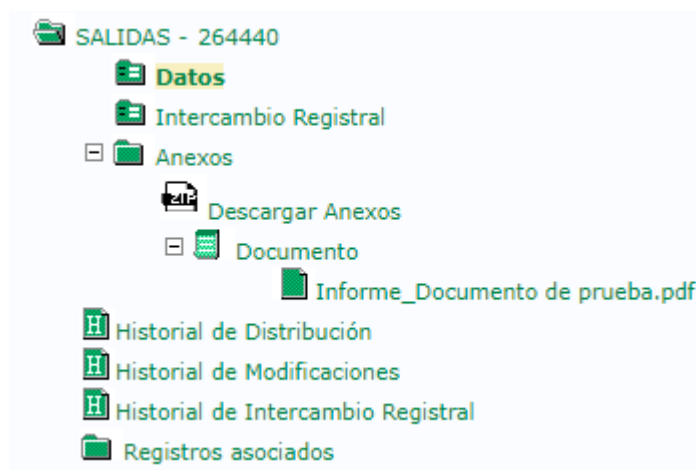 SALIDAS - 264440
Datos
Intercambio Registral
Anexos
ZIP
Descargar Anexos
Documento
Informe_Documento de prueba.pdf
H Historial de Distribución
H Historial de Modificaciones
H Historial de Intercambio Registral
Registros asociados